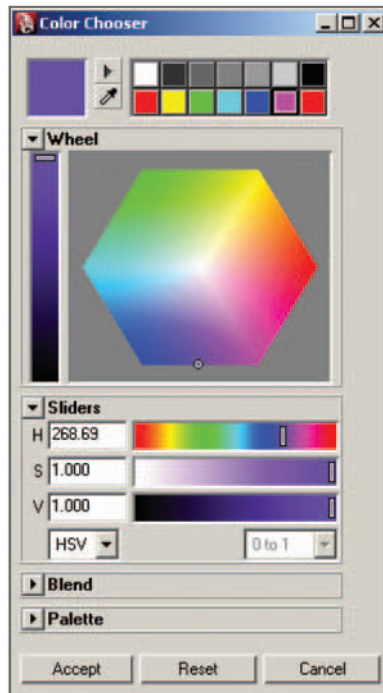 Color Chooser
Wheel
Sliders
H 268.69
S 1.000
V 1.000
HSV 0 to 1
Blend
Palette
Accept Reset Cancel